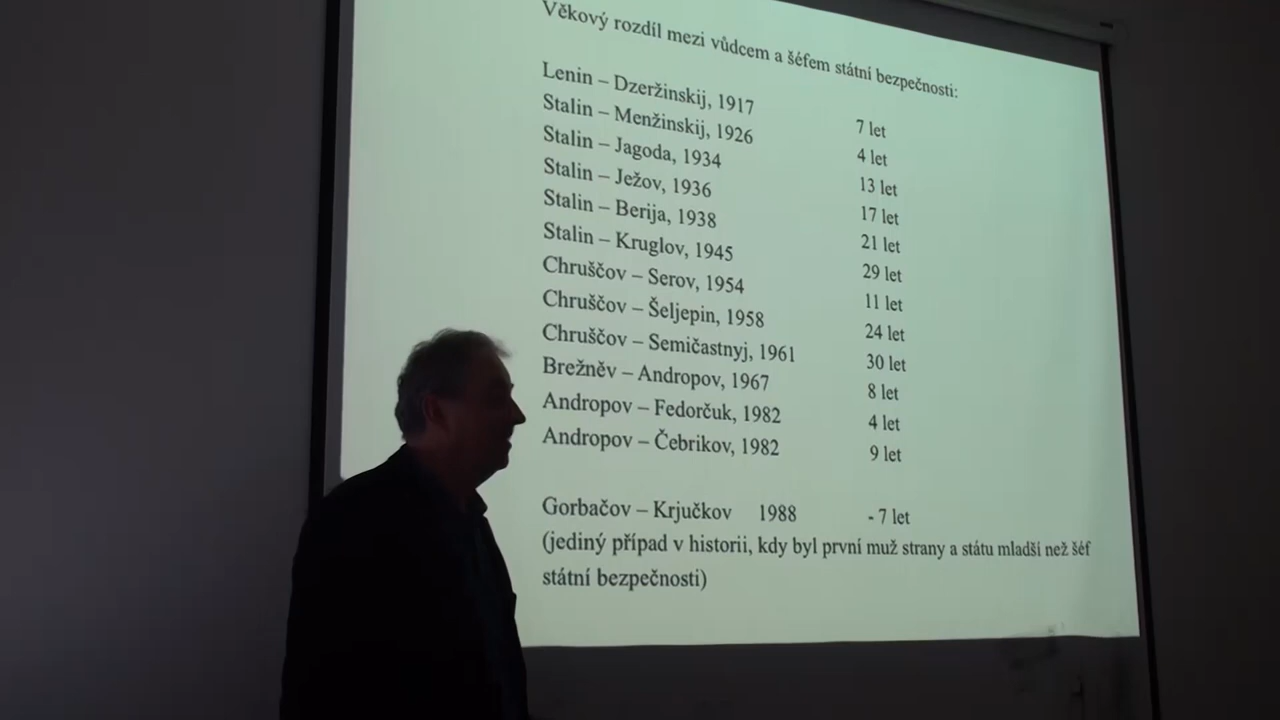 Věkový rozdíl mezi vůdcem a šéfem státní bezpečnosti:
Lenin – Dzeržinskij, 1917 7 let
Stalin – Menžinskij, 1926 4 let
Stalin – Jagoda, 1934 13 let
Stalin – Ježov, 1936 17 let
Stalin – Berija, 1938 21 let
Stalin – Kruglov, 1945 29 let
Chruščov – Serov, 1954 11 let
Chruščov – Šeljepin, 1958 24 let
Chruščov – Semičastnyj, 1961 30 let
Brežněv – Andropov, 1967 8 let
Andropov – Fedorčuk, 1982 4 let
Andropov – Čebrikov, 1982 9 let
Gorbačov – Krjučkov 1988 - 7 let
(jediný případ v historii, kdy byl první muž strany a státu mladší než šéf
státní bezpečnosti)